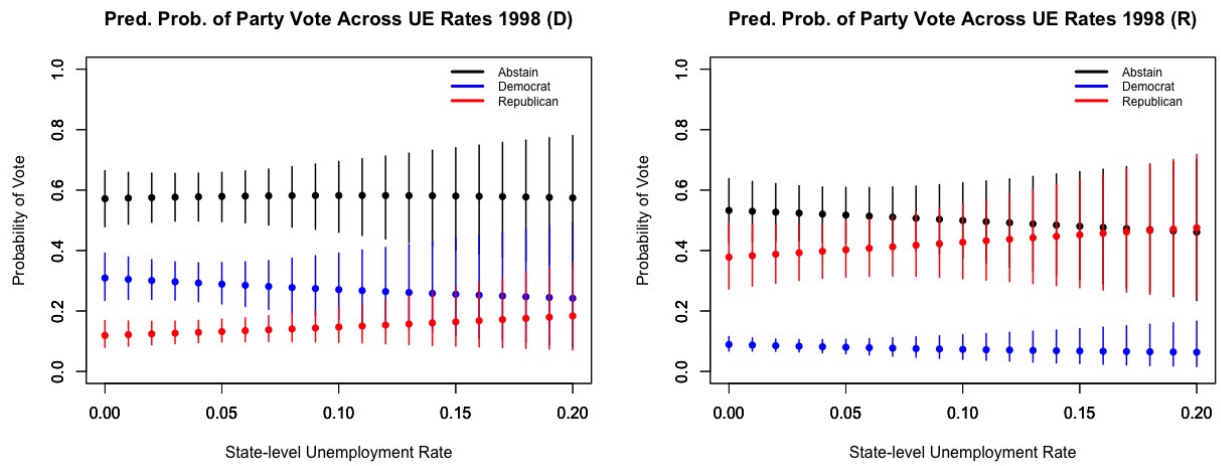 Pred. Prob. of Party Vote Across UE Rates 1998 (D)
Probability of Vote
1.0
0.8
0.6
0.4
0.2
0.0
Abstain
Democrat
Republican
0.00 0.05 0.10 0.15 0.20
State-level Unemployment Rate
Pred. Prob. of Party Vote Across UE Rates 1998 (R)
Probability of Vote
1.0
0.8
0.6
0.4
0.2
0.0
Abstain
Democrat
Republican
0.00 0.05 0.10 0.15 0.20
State-level Unemployment Rate